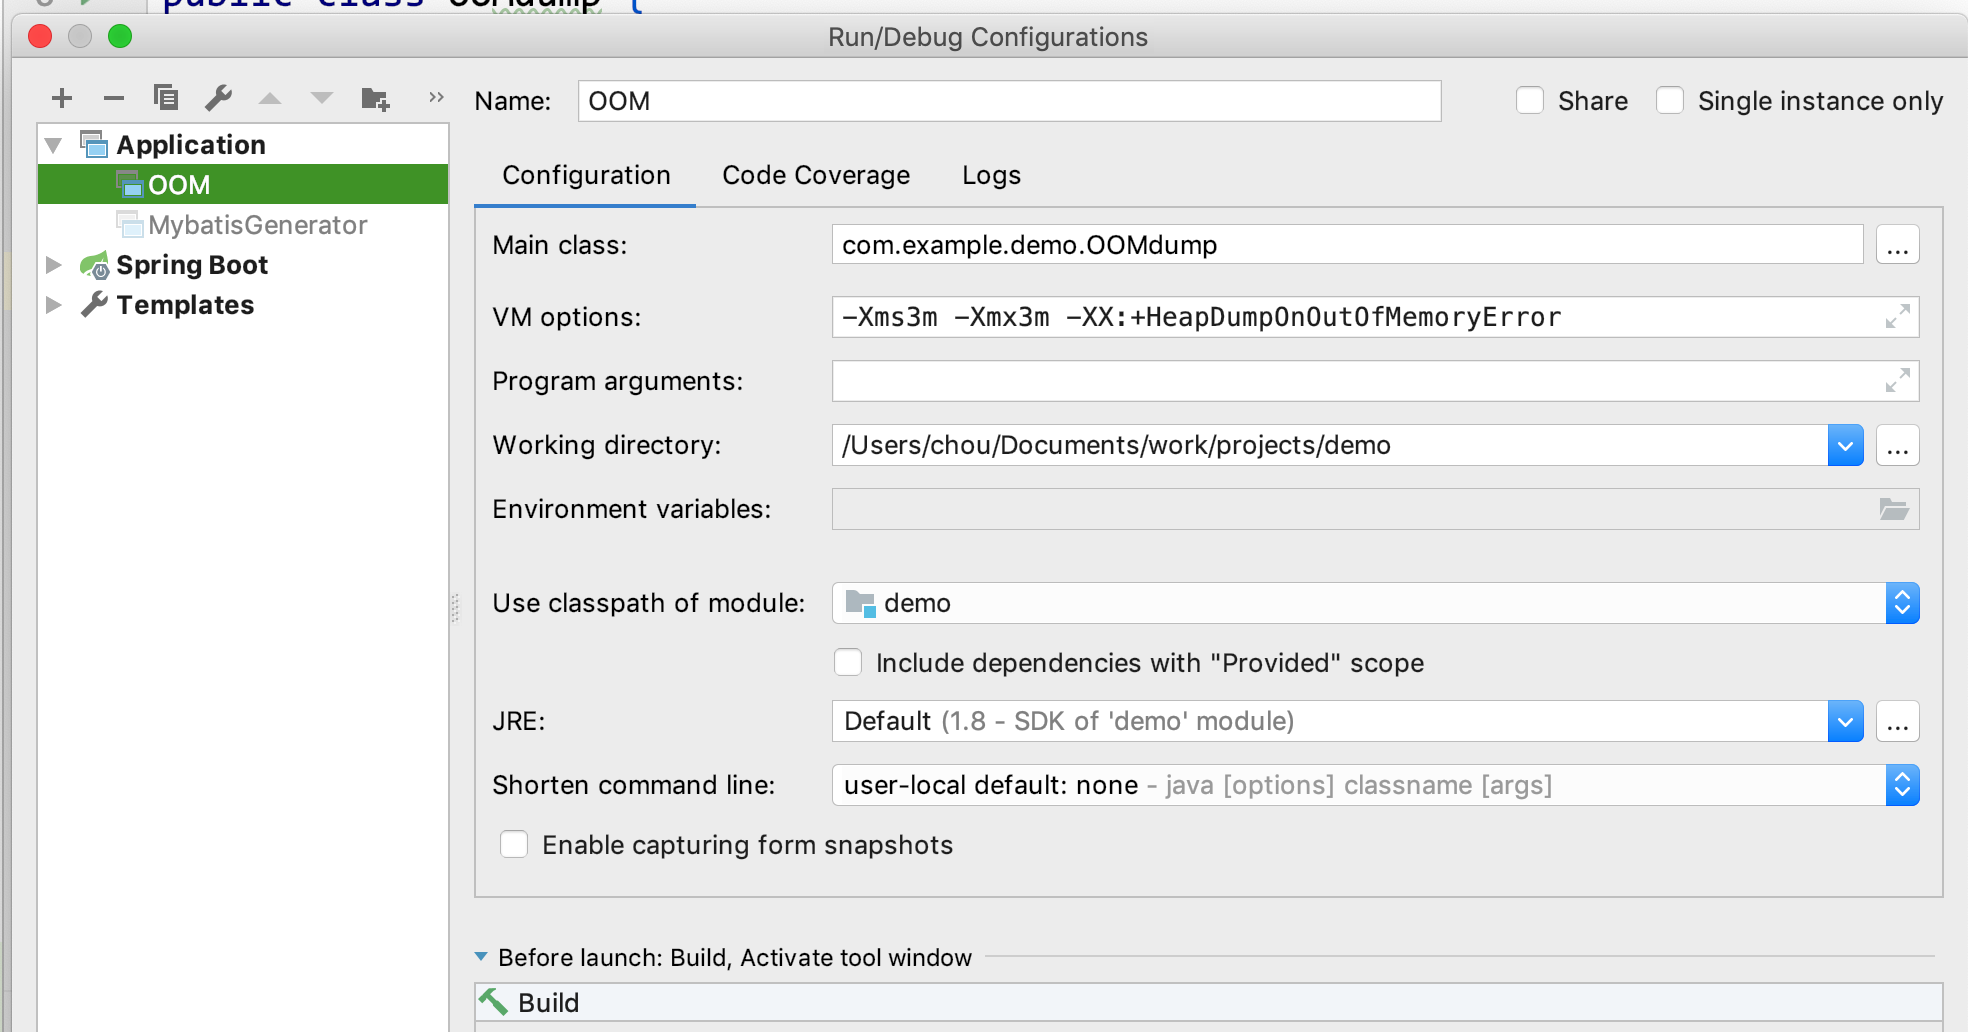 public class OOMdump {
Run/Debug Configurations
Name: OOM Share Single instance only
Application
OOM
MybatisGenerator
Spring Boot
Templates
Configuration Code Coverage Logs
Main class: com.example.demo.OOMdump ...
VM options: -Xms3m -Xmx3m -XX:+HeapDumpOnOutOfMemoryError
Program arguments:
Working directory: /Users/chou/Documents/work/projects/demo ...
Environment variables:
Use classpath of module: demo
Include dependencies with "Provided" scope
JRE: Default (1.8 - SDK of 'demo' module) ...
Shorten command line: user-local default: none - java [options] classname [args]
Enable capturing form snapshots
Before launch: Build, Activate tool window
Build